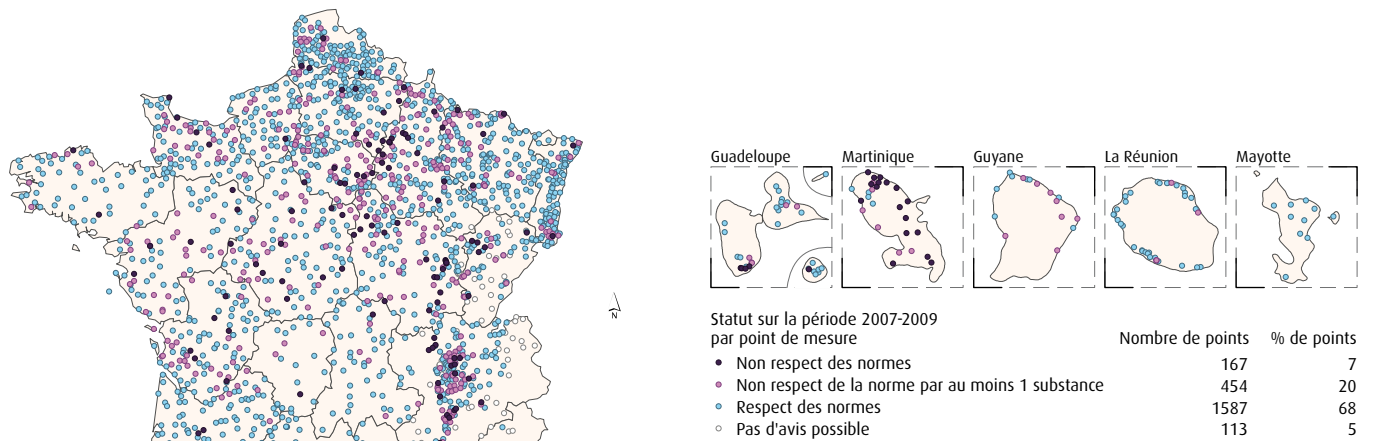 Guadeloupe Martinique Guyane La Réunion Mayotte
N
Statut sur la période 2007-2009
par point de mesure Nombre de points % de points
Non respect des normes 167 7
Non respect de la norme par au moins 1 substance 454 20
Respect des normes 1587 68
Pas d'avis possible 113 5